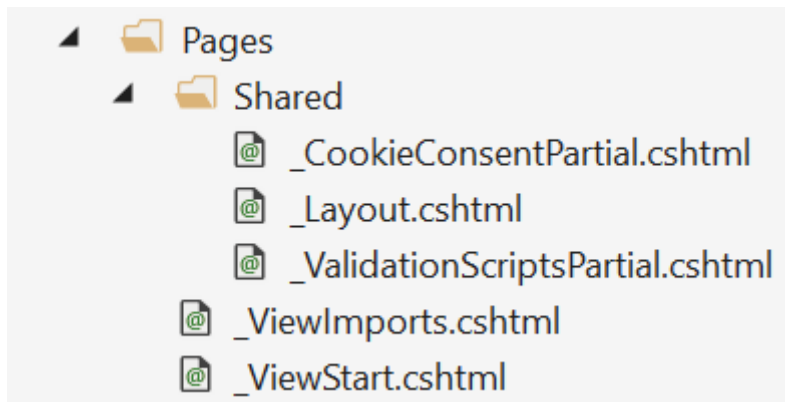 Pages
Shared
_CookieConsentPartial.cshtml
_Layout.cshtml
_ValidationScriptsPartial.cshtml
_ViewImports.cshtml
_ViewStart.cshtml